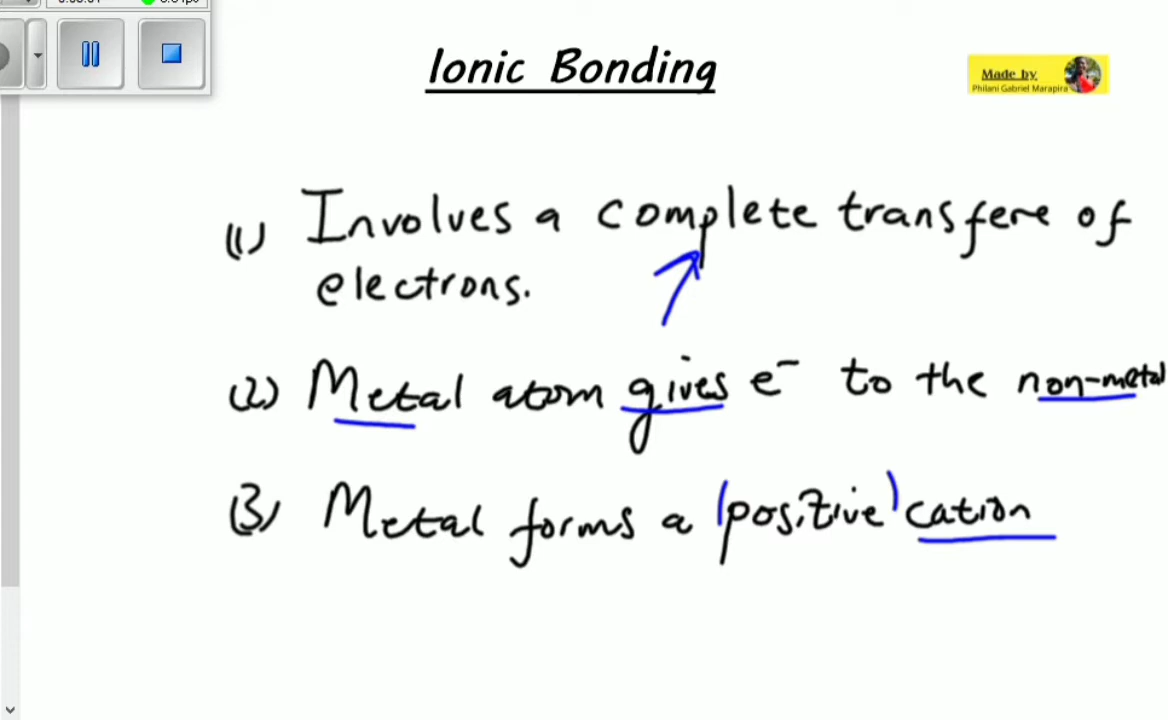 Ionic Bonding
Made by
Philani Gabriel Marapira
(1) Involves a complete transfere of
electrons.
(2) Metal atom gives e⁻ to the non-metal
(3) Metal forms a (positive) cation